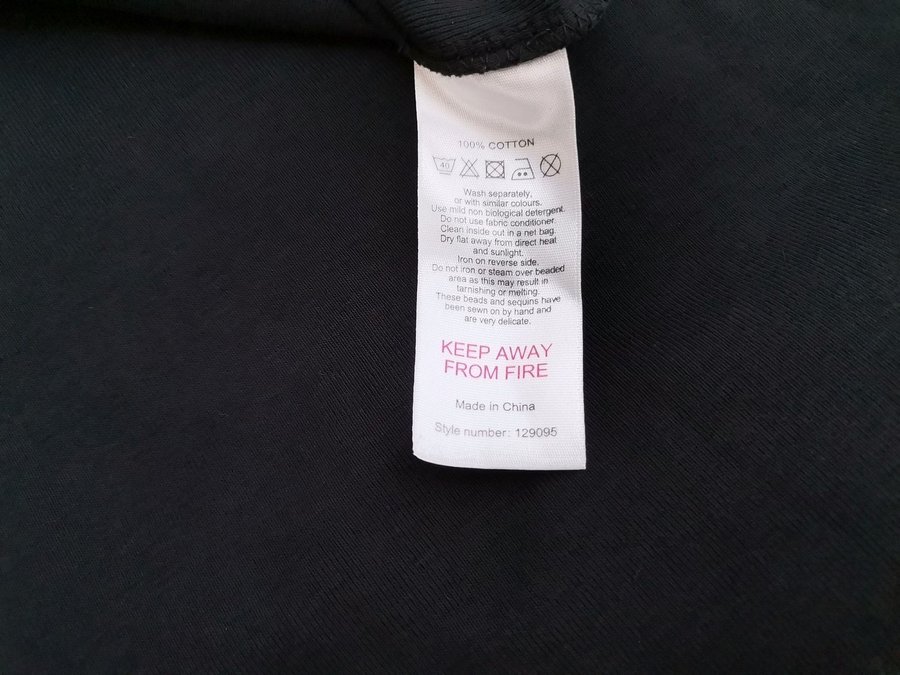 100% COTTON
40
Wash separately,
or with similar colours.
Use mild non biological detergent.
Do not use fabric conditioner.
Clean inside out in a net bag.
Dry flat away from direct heat
and sunlight.
Iron on reverse side.
Do not iron or steam over beaded
area as this may result in
tarnishing or melting.
These beads and sequins have
been sewn on by hand and
are very delicate.
KEEP AWAY
FROM FIRE
Made in China
Style number: 129095